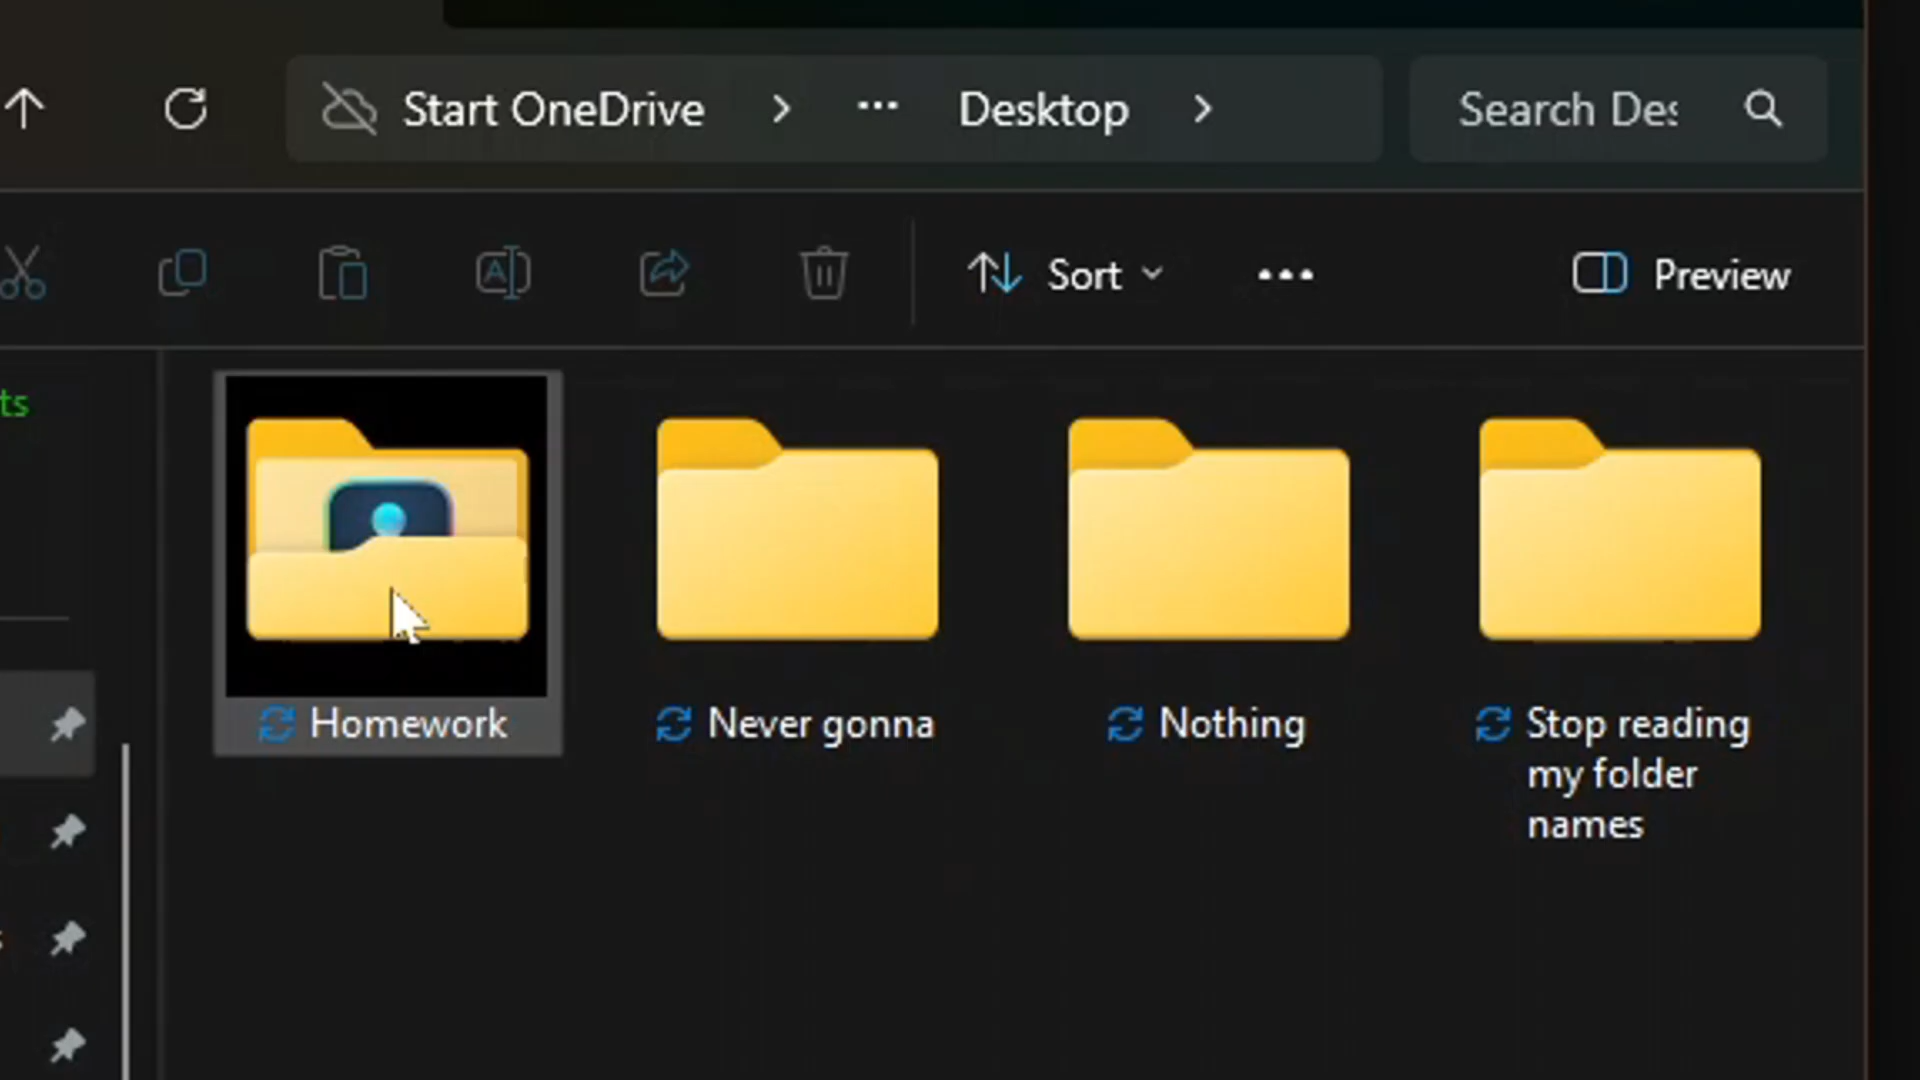 Start OneDrive > ... Desktop >
Search Des
Sort
Preview
ts
Homework
Never gonna
Nothing
Stop reading
my folder
names
s